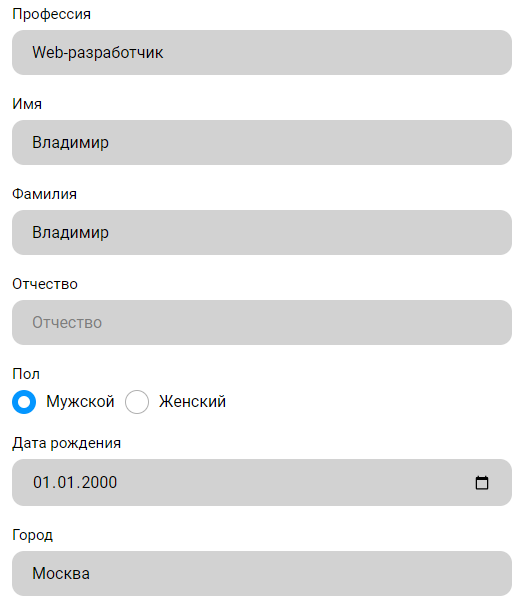 Профессия
Web-разработчик
Имя
Владимир
Фамилия
Владимир
Отчество
Отчество
Пол
Мужской Женский
Дата рождения
01.01.2000
Город
Москва